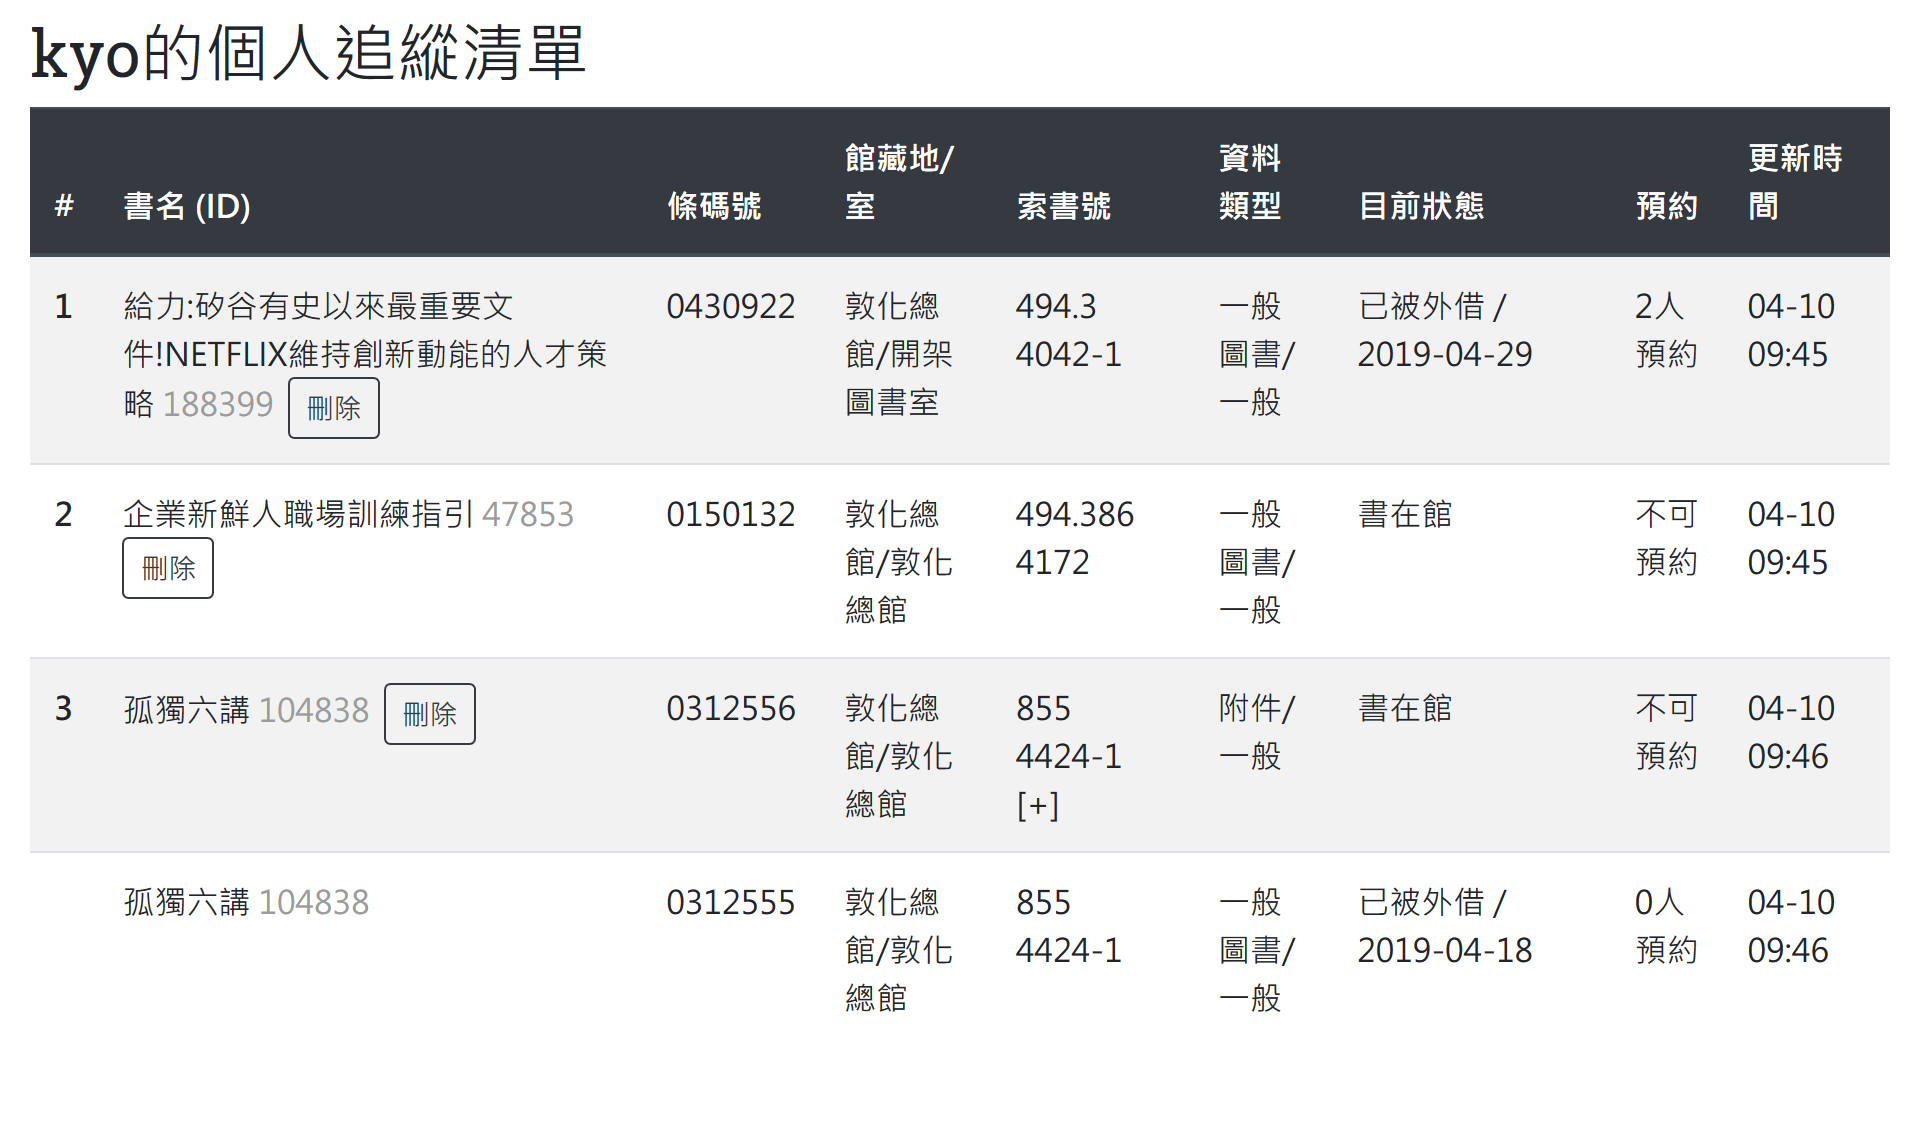 kyo的個人追縱清單
# 書名 (ID) 條碼號 館藏地/室 索書號 資料類型 目前狀態 預約 更新時間
1 給力:矽谷有史以來最重要文 0430922 敦化總 494.3 一般 已被外借 / 2人 04-10
件!NETFLIX維持創新動能的人才策 館/開架 4042-1 圖書/ 2019-04-29 預約 09:45
略 188399 刪除 圖書室 一般
2 企業新鮮人職場訓練指引 47853 0150132 敦化總 494.386 一般 書在館 不可 04-10
刪除 館/敦化 4172 圖書/ 預約 09:45
總館 一般
3 孤獨六講 104838 刪除 0312556 敦化總 855 附件/ 書在館 不可 04-10
館/敦化 4424-1 一般 預約 09:46
總館 [+]
孤獨六講 104838 0312555 敦化總 855 一般 已被外借 / 0人 04-10
館/敦化 4424-1 圖書/ 2019-04-18 預約 09:46
總館 一般